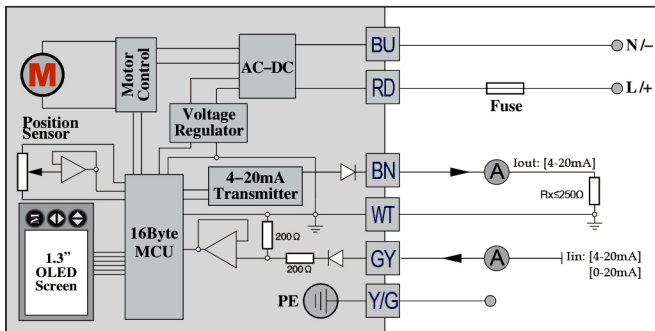 M
Motor
Control
AC-DC
BU
N/-
RD
L/+
Fuse
Voltage
Regulator
Position
Sensor
4-20mA
Transmitter
BN
A
Iout: [4-20mA]
Rx≤250Ω
WT
16Byte
MCU
200Ω
200Ω
GY
A
Iin: [4-20mA]
[0-20mA]
M
1.3”
OLED
Screen
PE
Y/G